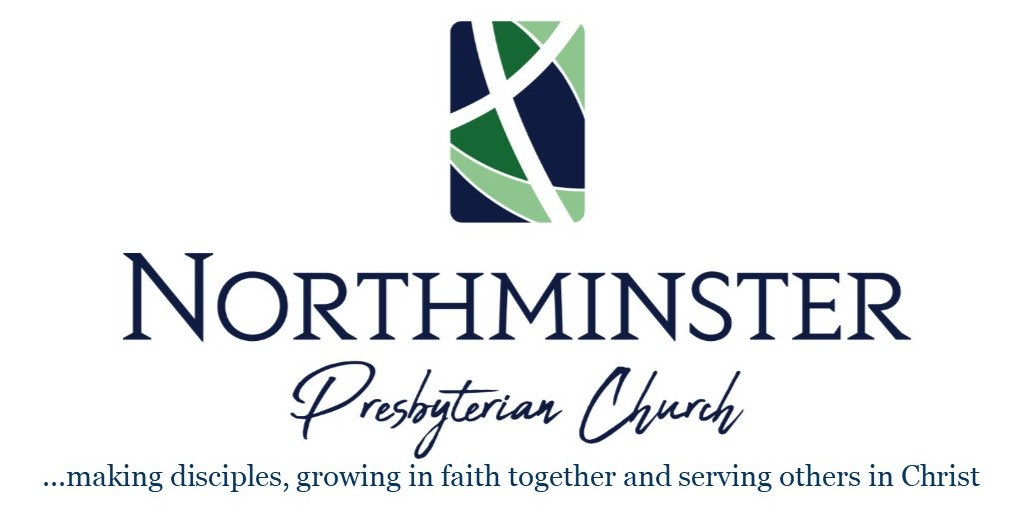 NORTHMINSTER
Presbyterian Church
...making disciples, growing in faith together and serving others in Christ